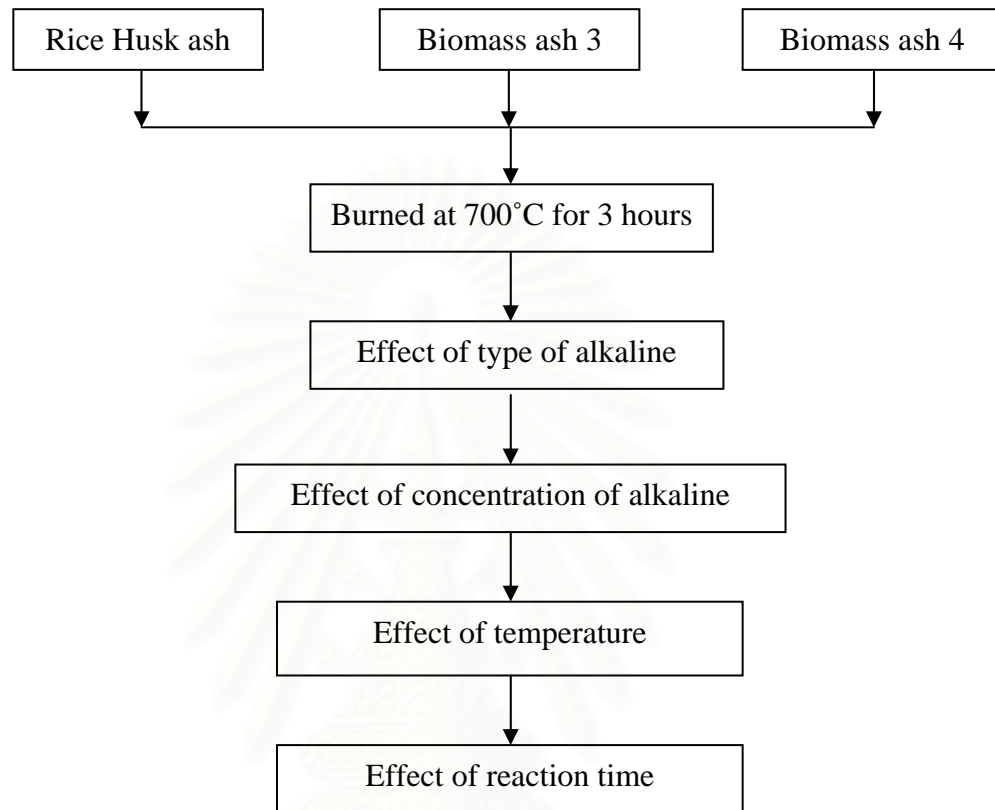 Rice Husk ash
Biomass ash 3
Biomass ash 4
Burned at 700˚C for 3 hours
Effect of type of alkaline
Effect of concentration of alkaline
Effect of temperature
Effect of reaction time